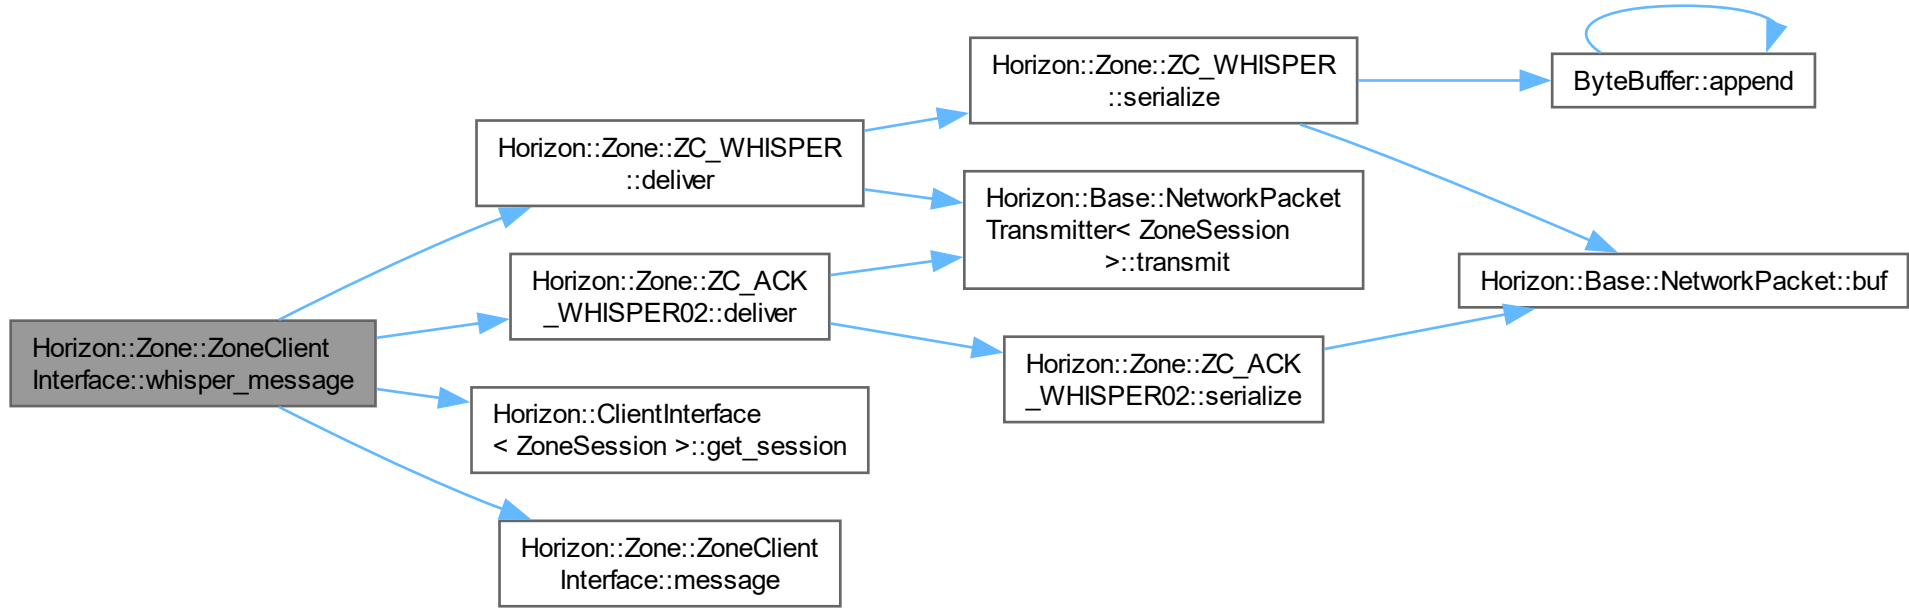 Horizon::Zone::ZoneClient
Interface::whisper_message
Horizon::Zone::ZC_WHISPER
::deliver
Horizon::Zone::ZC_ACK
_WHISPER02::deliver
Horizon::ClientInterface
< ZoneSession >::get_session
Horizon::Zone::ZoneClient
Interface::message
Horizon::Zone::ZC_WHISPER
::serialize
Horizon::Base::NetworkPacket
Transmitter< ZoneSession
>::transmit
Horizon::Zone::ZC_ACK
_WHISPER02::serialize
ByteBuffer::append
Horizon::Base::NetworkPacket::buf